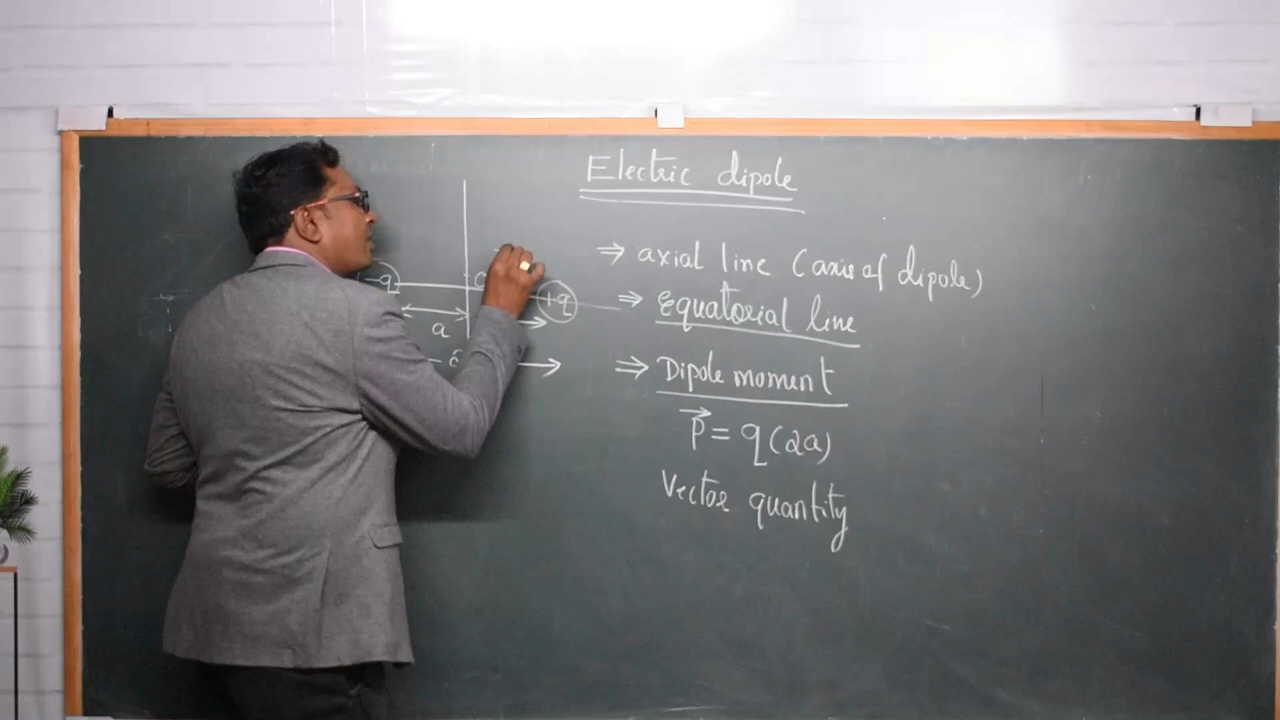 Electric dipole
⇒ axial line (axis of dipole)
⇒ Equatorial line
⇒ Dipole moment
P = q(2a)
Vector quantity
-q
+q
a